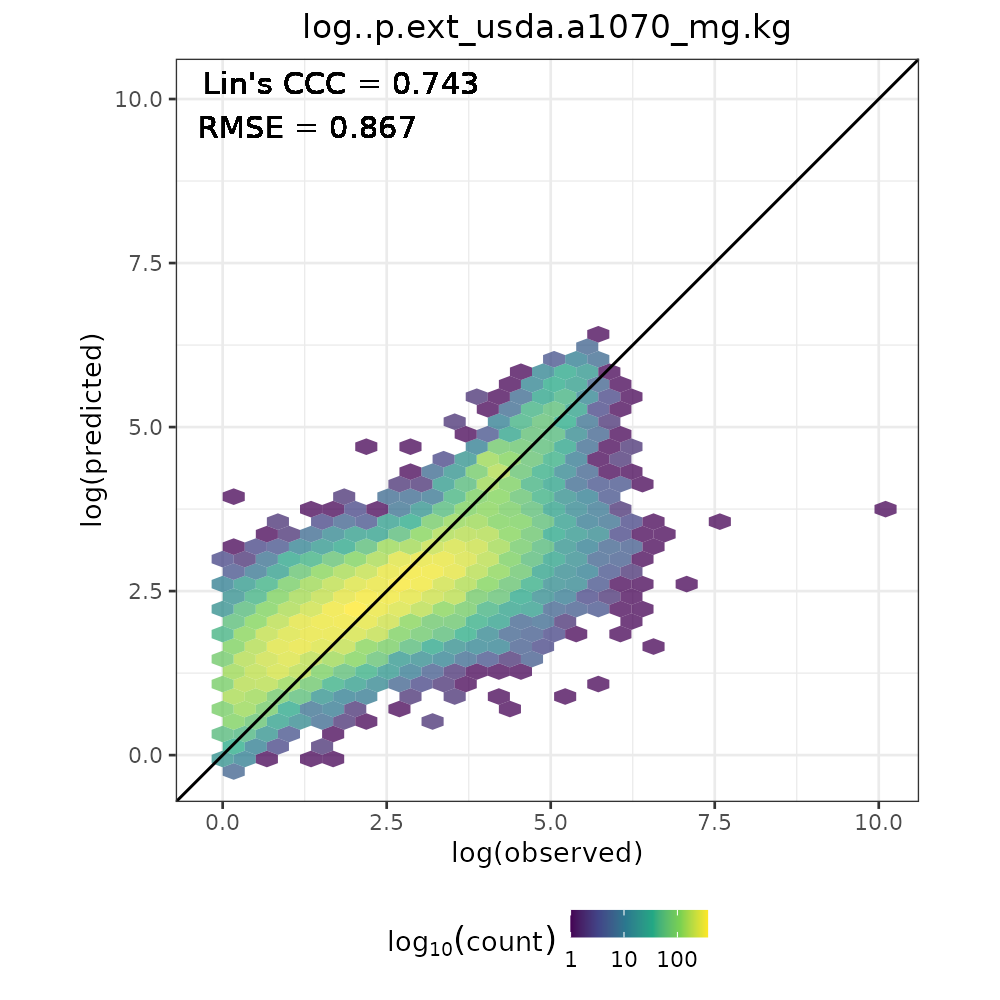 log..p.ext_usda.a1070_mg.kg
Lin's CCC = 0.743
RMSE = 0.867
10.0
7.5
5.0
2.5
0.0
log(predicted)
0.0 2.5 5.0 7.5 10.0
log(observed)
log₁₀(count)
1 10 100